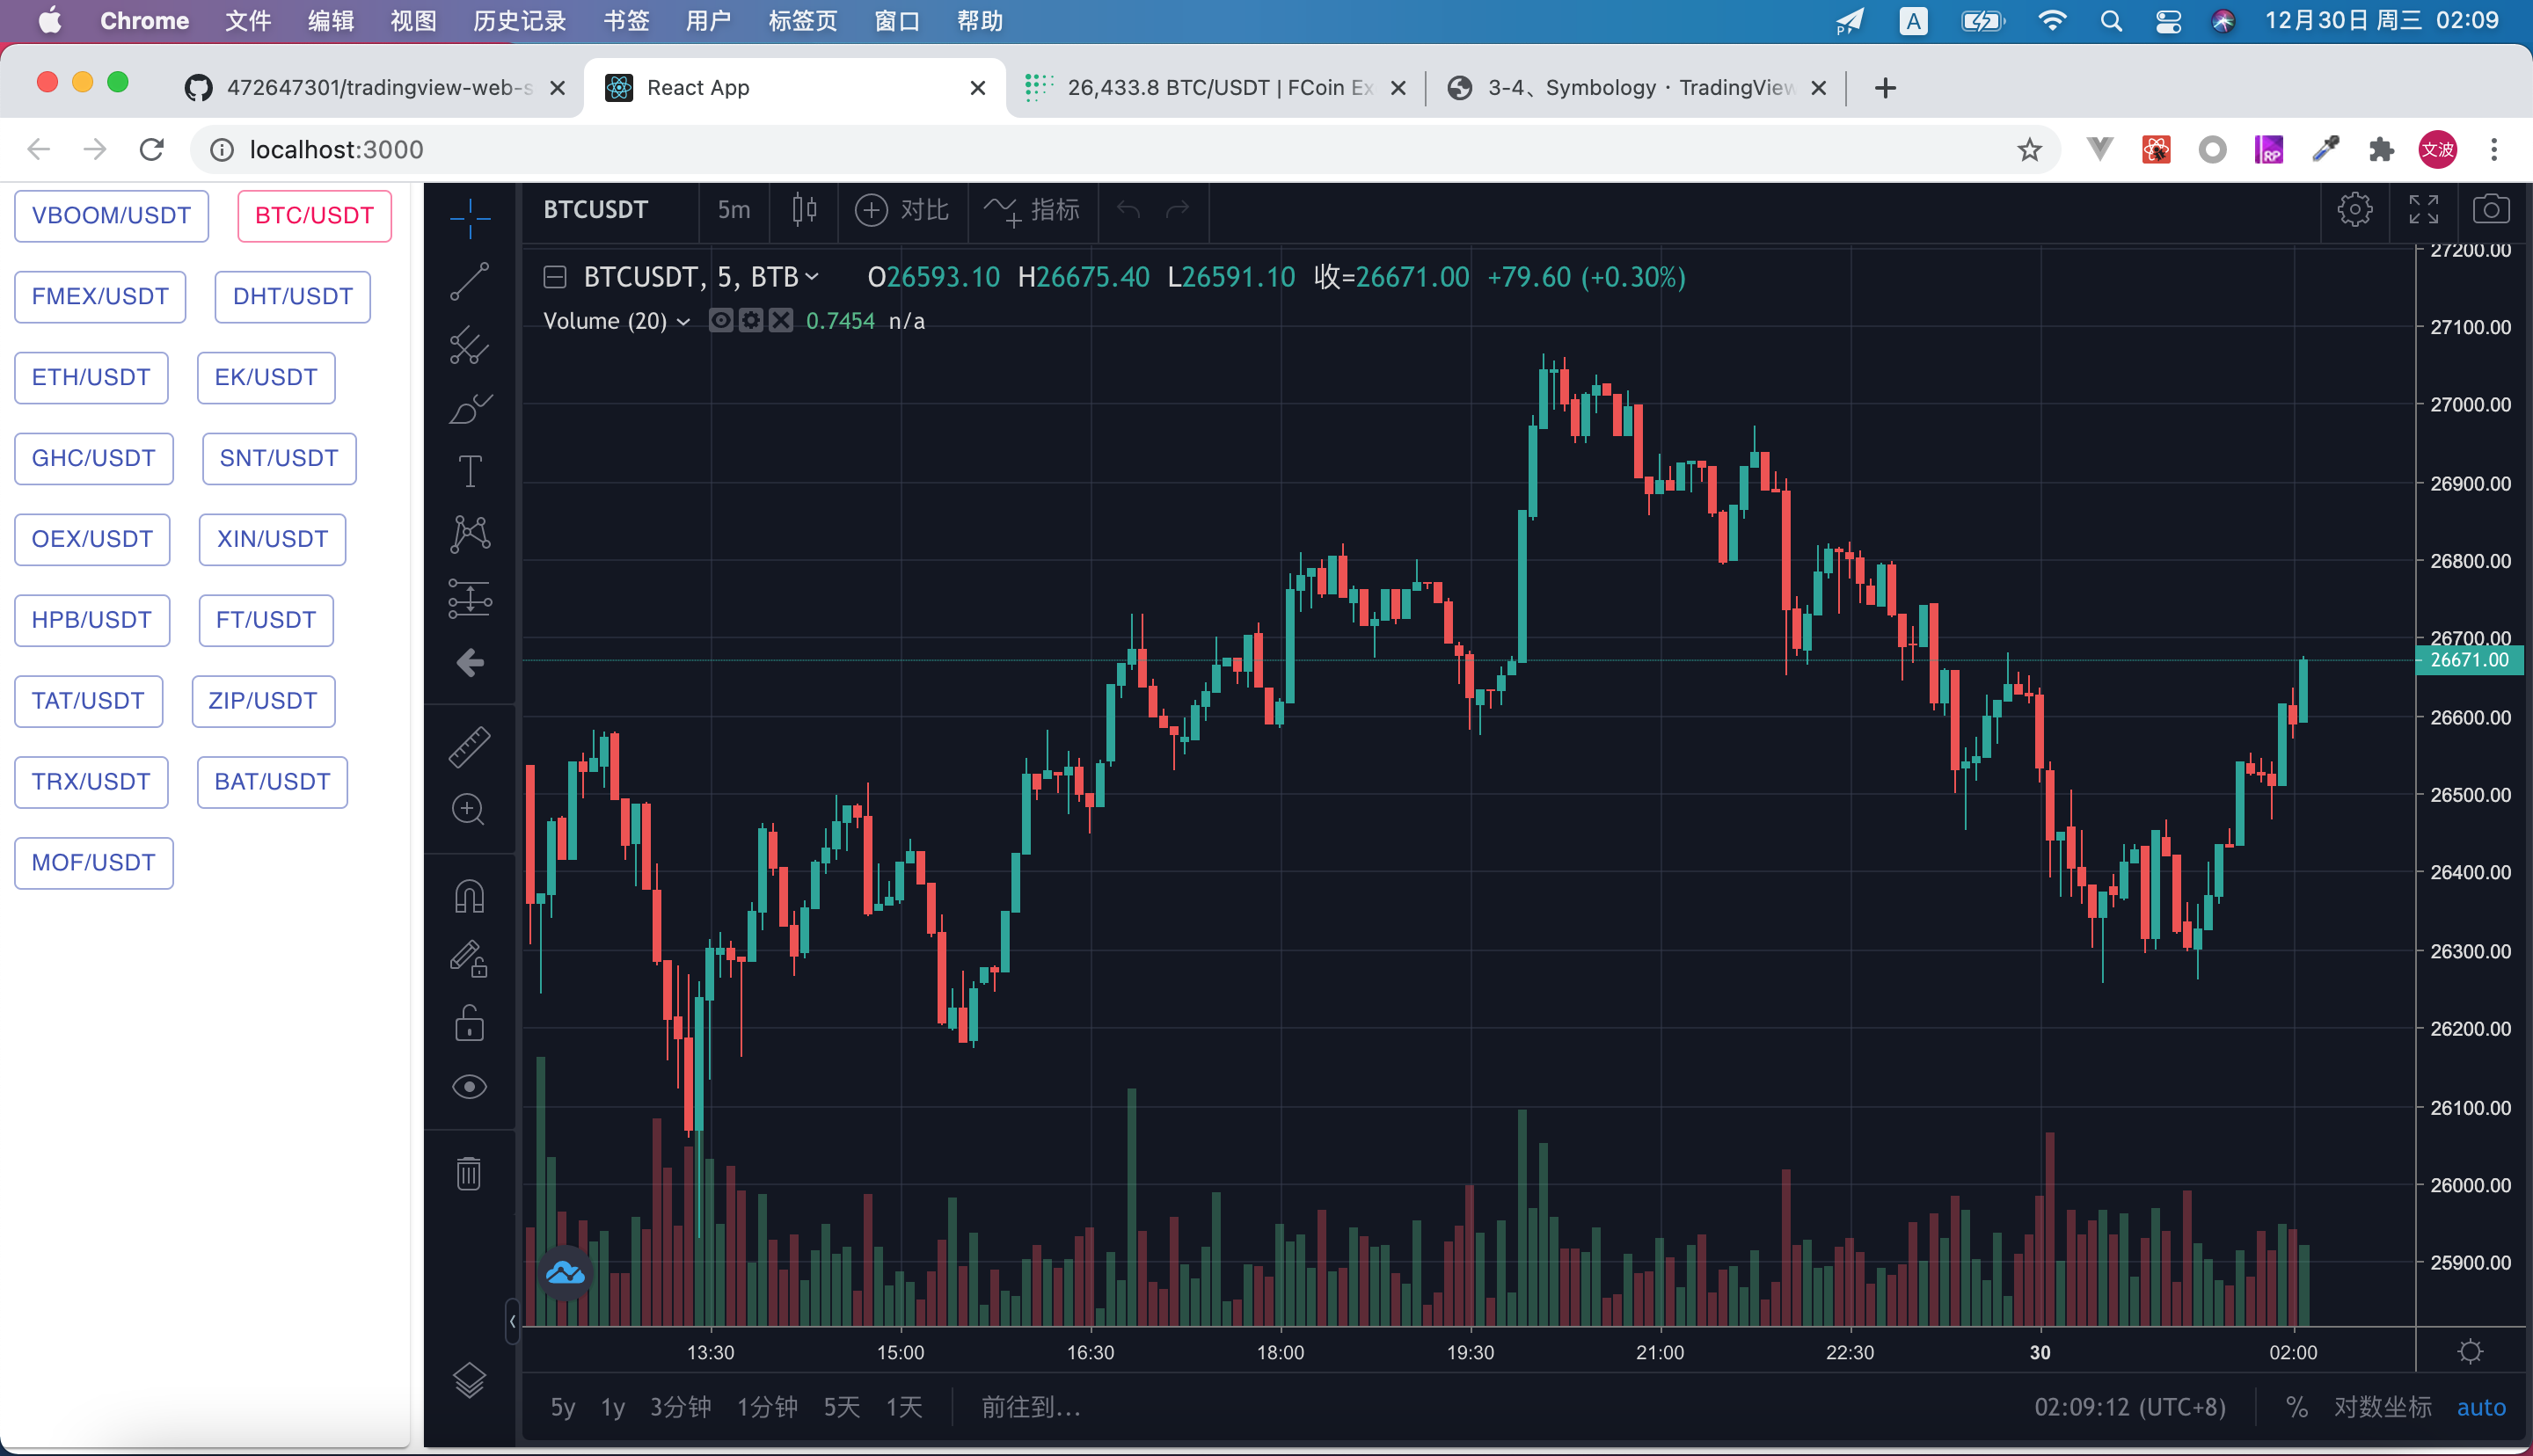 Chrome 文件 编辑 视图 历史记录 书签 用户 标签页 窗口 帮助 P A 12月30日 周三 02:09
472647301/tradingview-web-s React App 26,433.8 BTC/USDT | FCoin Ex 3-4、Symbology · TradingView
localhost:3000 RP 文波
VBOOM/USDT BTC/USDT
FMEX/USDT DHT/USDT
ETH/USDT EK/USDT
GHC/USDT SNT/USDT
OEX/USDT XIN/USDT
HPB/USDT FT/USDT
TAT/USDT ZIP/USDT
TRX/USDT BAT/USDT
MOF/USDT
BTCUSDT 5m 对比 指标
BTCUSDT, 5, BTB O26593.10 H26675.40 L26591.10 收=26671.00 +79.60 (+0.30%)
Volume (20) 0.7454 n/a
27200.00
27100.00
27000.00
26900.00
26800.00
26700.00
26671.00
26600.00
26500.00
26400.00
26300.00
26200.00
26100.00
26000.00
25900.00
13:30 15:00 16:30 18:00 19:30 21:00 22:30 30 02:00
5y 1y 3分钟 1分钟 5天 1天 前往到... 02:09:12 (UTC+8) % 对数坐标 auto